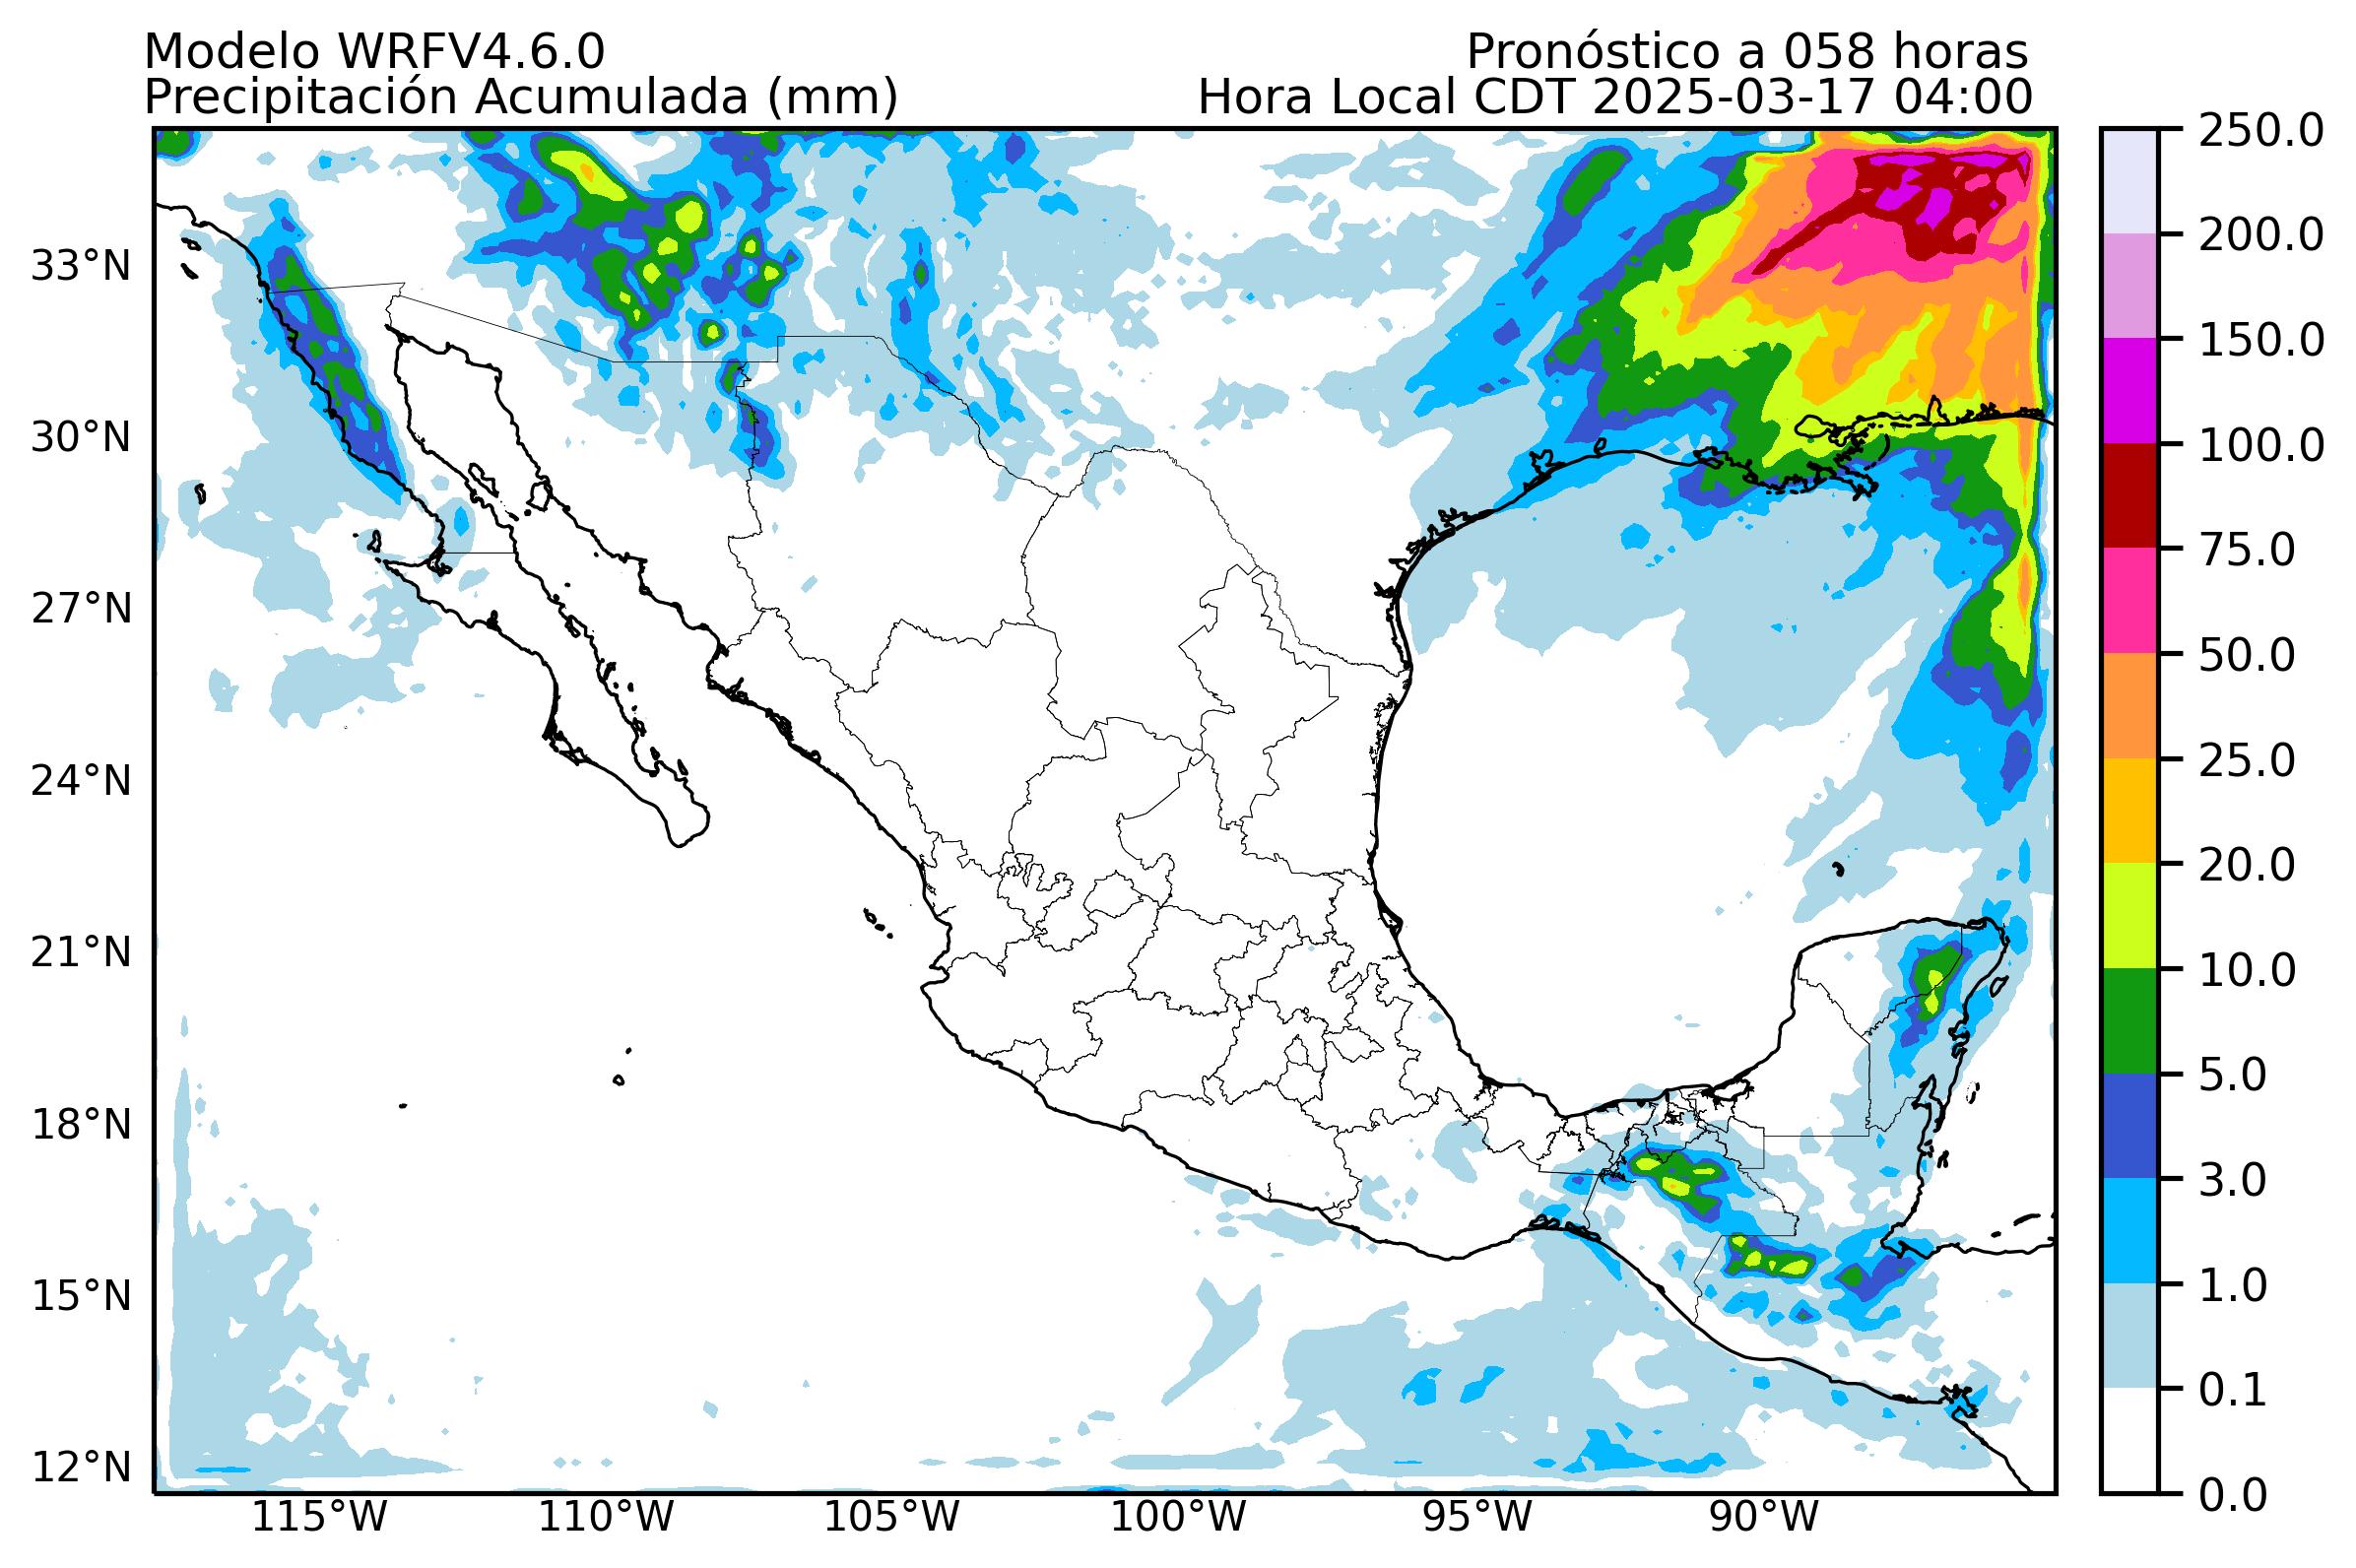 Modelo WRFV4.6.0
Pronóstico a 058 horas
Precipitación Acumulada (mm)
Hora Local CDT 2025-03-17 04:00
33°N
30°N
27°N
24°N
21°N
18°N
15°N
12°N
115°W
110°W
105°W
100°W
95°W
90°W
250.0
200.0
150.0
100.0
75.0
50.0
25.0
20.0
10.0
5.0
3.0
1.0
0.1
0.0